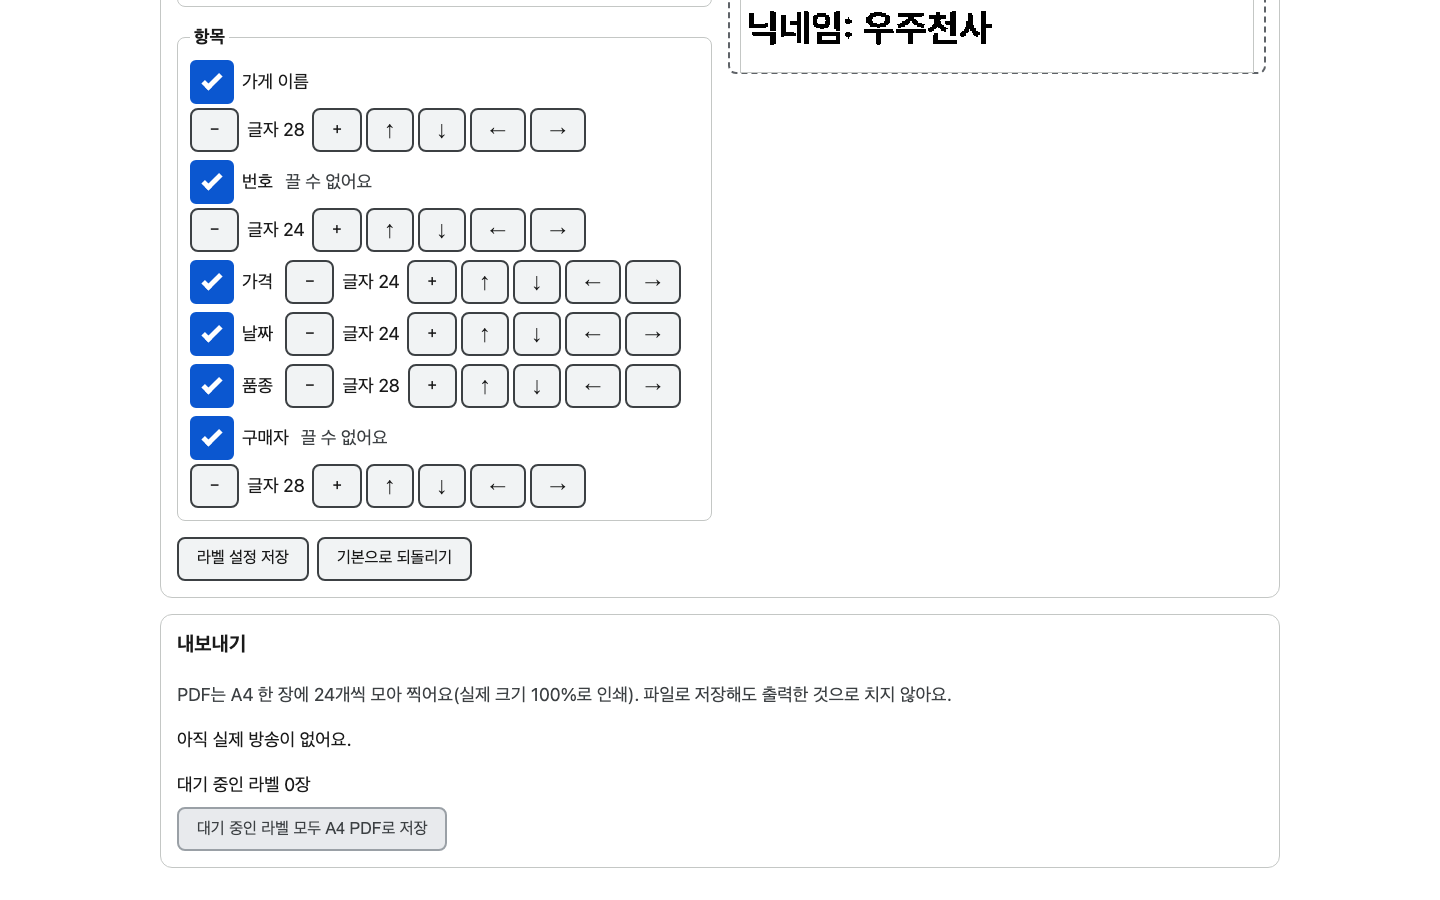 닉네임: 우주천사
항목
가게 이름
− 글자 28 + ↑ ↓ ← →
번호 끌 수 없어요
− 글자 24 + ↑ ↓ ← →
가격 − 글자 24 + ↑ ↓ ← →
날짜 − 글자 24 + ↑ ↓ ← →
품종 − 글자 28 + ↑ ↓ ← →
구매자 끌 수 없어요
− 글자 28 + ↑ ↓ ← →
라벨 설정 저장 기본으로 되돌리기
내보내기
PDF는 A4 한 장에 24개씩 모아 찍어요(실제 크기 100%로 인쇄). 파일로 저장해도 출력한 것으로 치지 않아요.
아직 실제 방송이 없어요.
대기 중인 라벨 0장
대기 중인 라벨 모두 A4 PDF로 저장